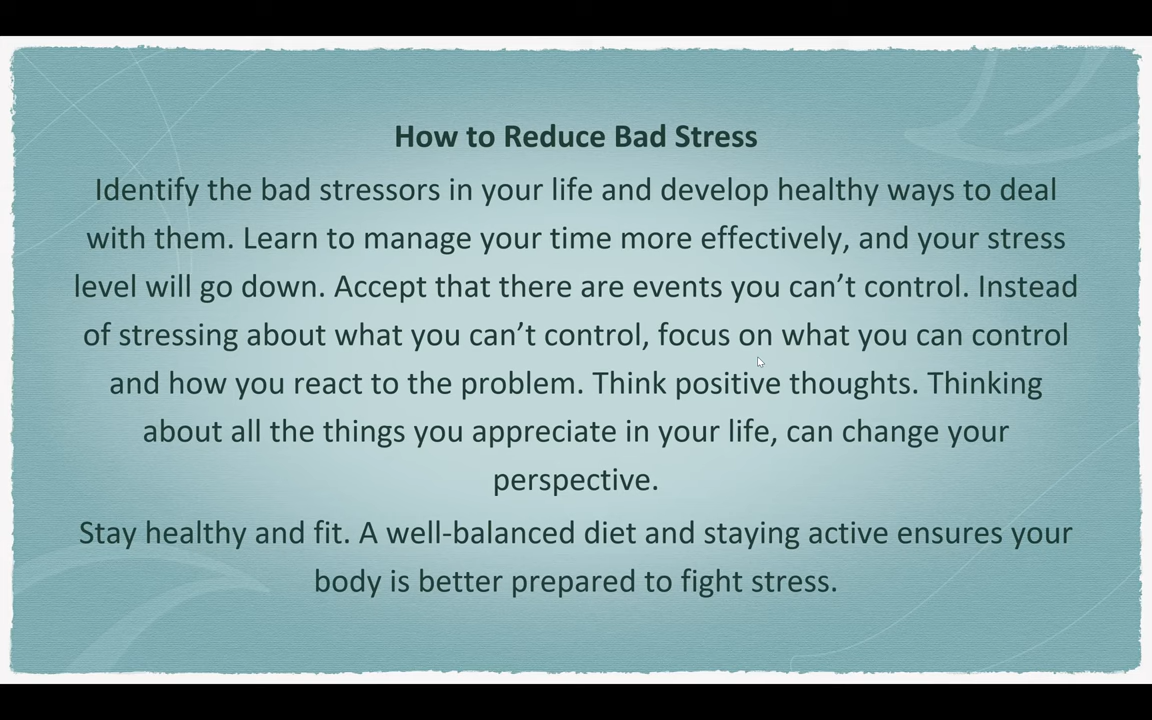 How to Reduce Bad Stress
Identify the bad stressors in your life and develop healthy ways to deal
with them. Learn to manage your time more effectively, and your stress
level will go down. Accept that there are events you can’t control. Instead
of stressing about what you can’t control, focus on what you can control
and how you react to the problem. Think positive thoughts. Thinking
about all the things you appreciate in your life, can change your
perspective.
Stay healthy and fit. A well-balanced diet and staying active ensures your
body is better prepared to fight stress.